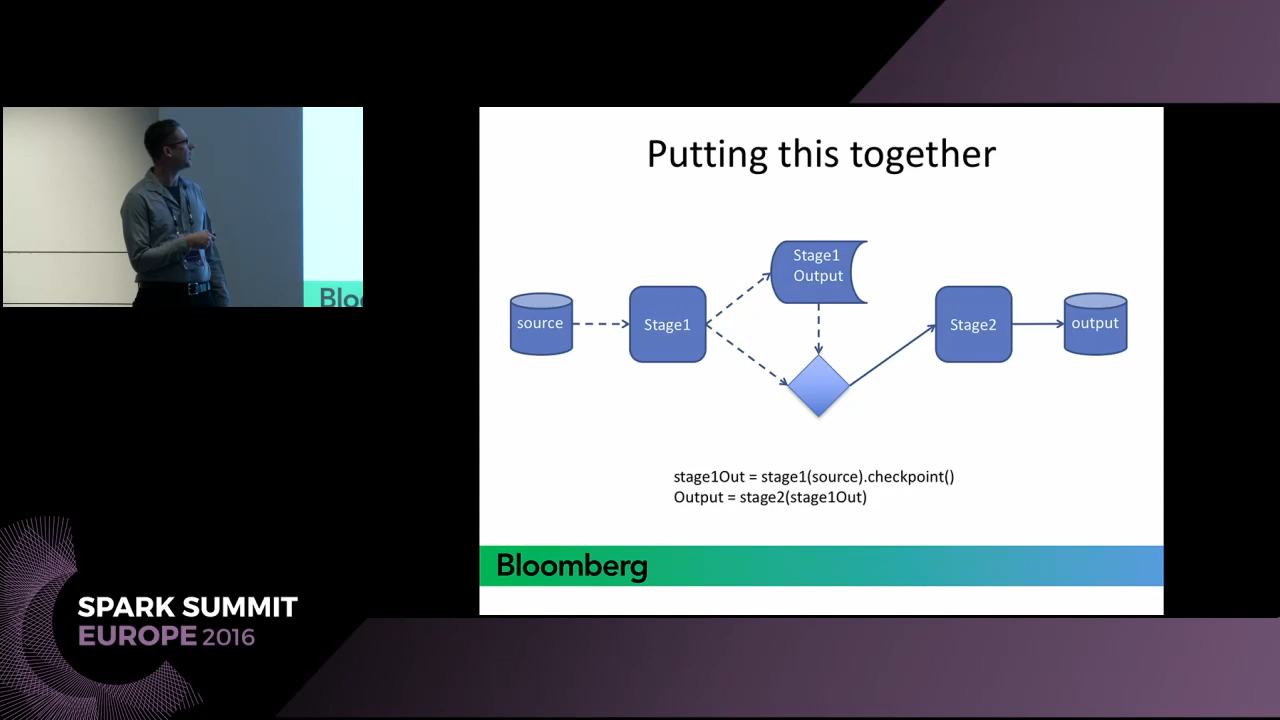 Putting this together
Stage1
Output
source
Stage1
Stage2
output
stage1Out = stage1(source).checkpoint()
Output = stage2(stage1Out)
Bloomberg
Bloo
SPARK SUMMIT
EUROPE 2016